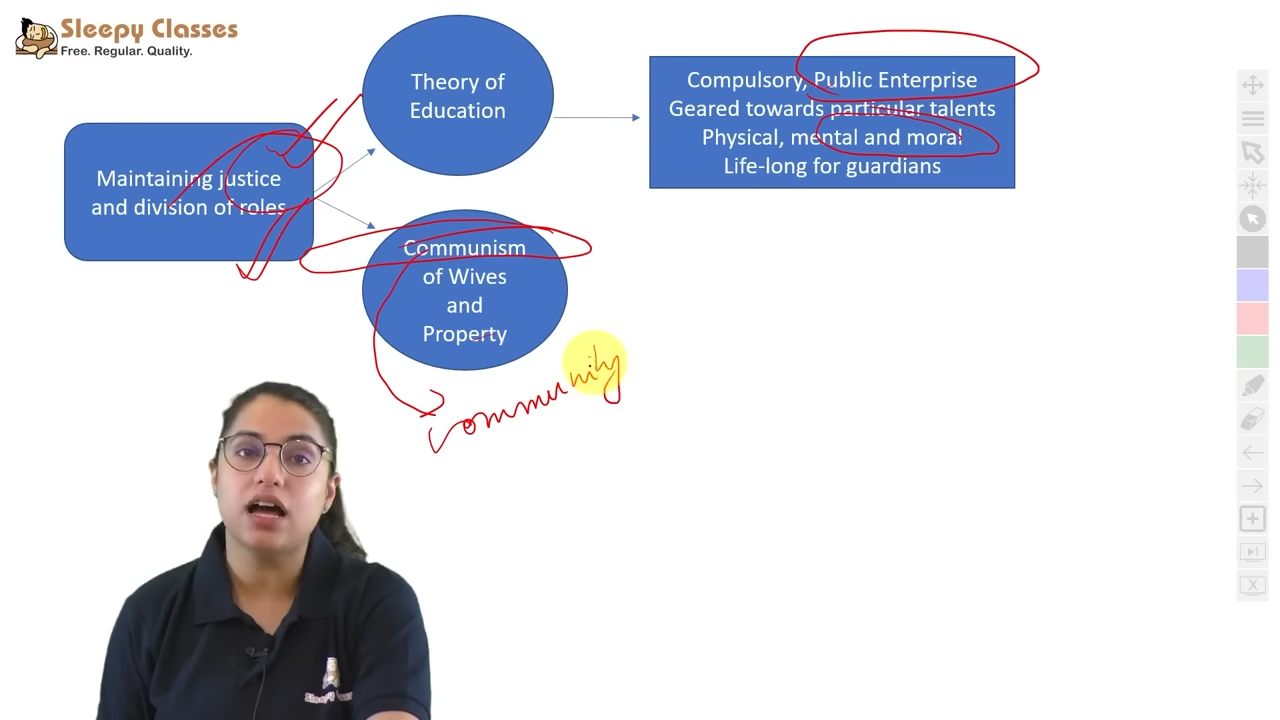 Sleepy Classes
Free. Regular. Quality.
Theory of
Education
Compulsory, Public Enterprise
Geared towards particular talents
Physical, mental and moral
Life-long for guardians
Maintaining justice
and division of roles
Communism
of Wives
and
Property
community